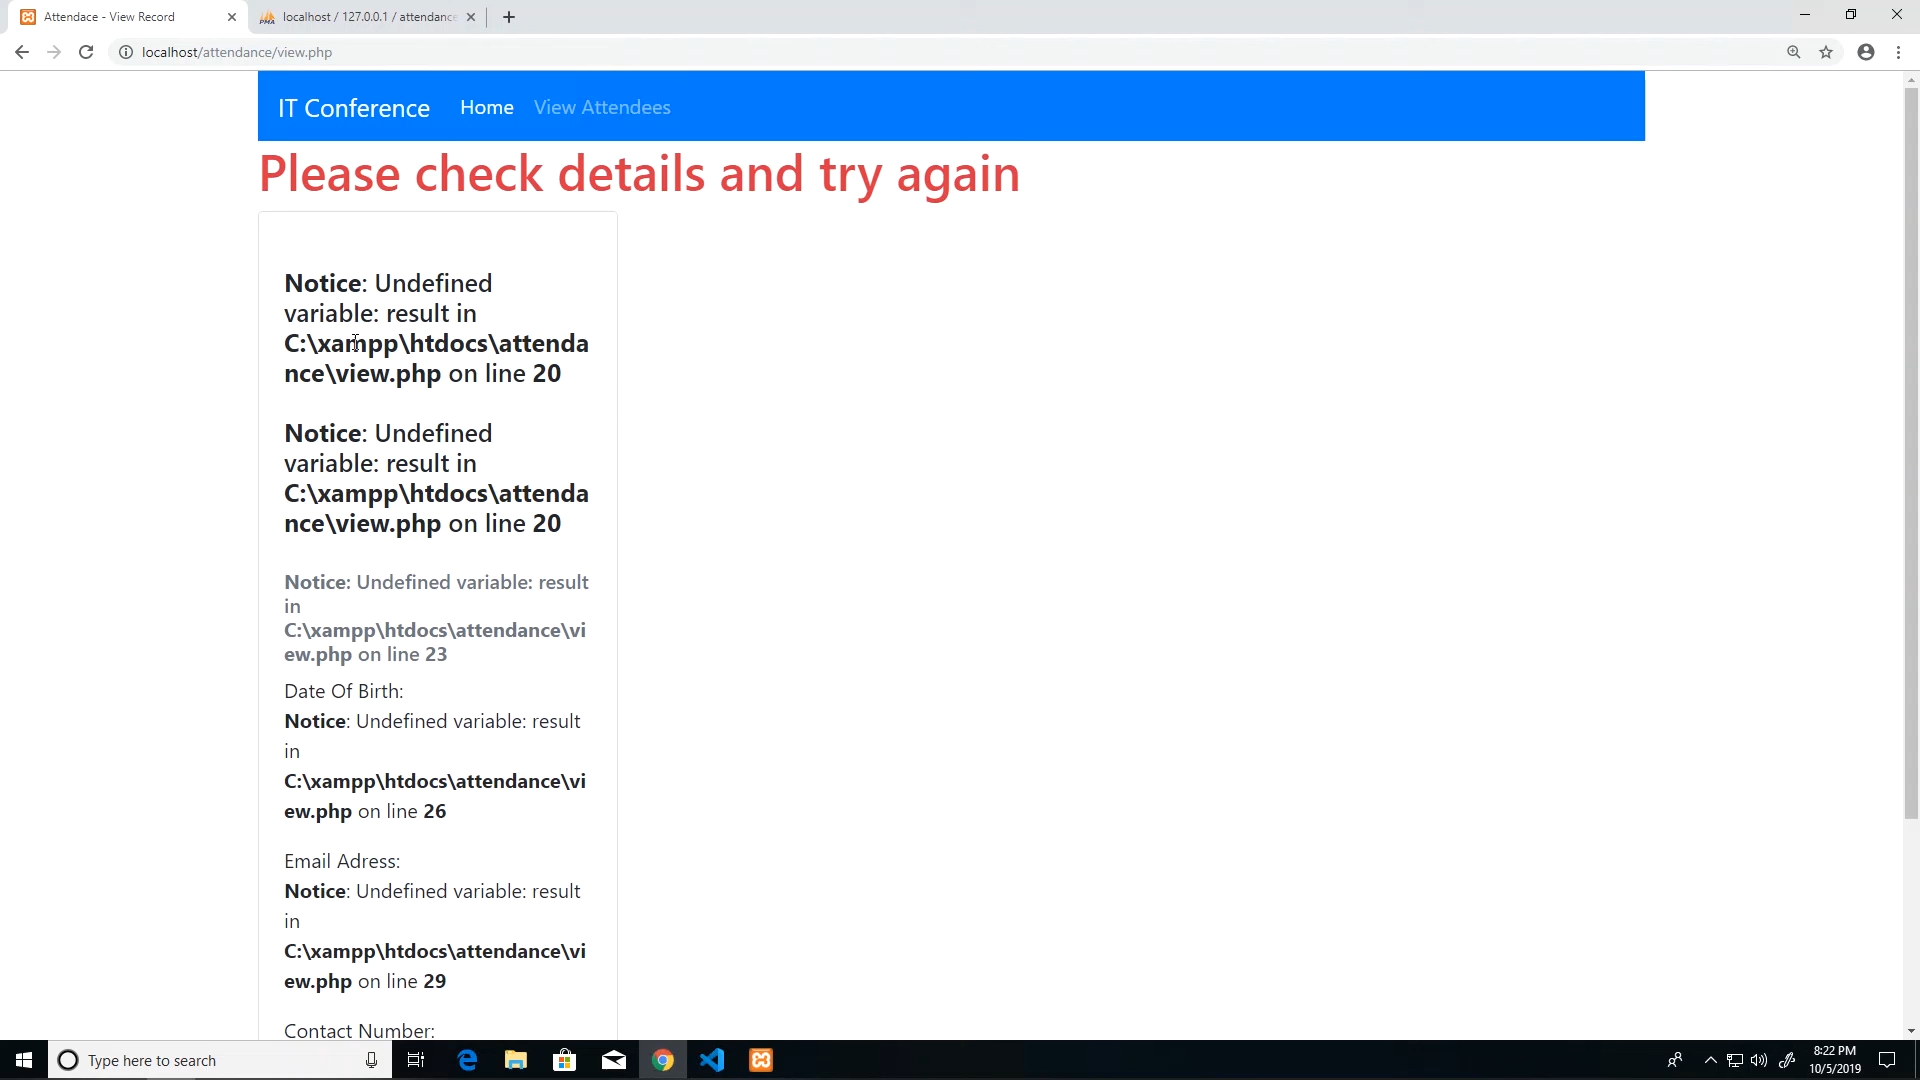 Attendace - View Record
localhost / 127.0.0.1 / attendance
localhost/attendance/view.php
IT Conference Home View Attendees
Please check details and try again
Notice: Undefined
variable: result in
C:\xampp\htdocs\attenda
nce\view.php on line 20
Notice: Undefined
variable: result in
C:\xampp\htdocs\attenda
nce\view.php on line 20
Notice: Undefined variable: result
in
C:\xampp\htdocs\attendance\vi
ew.php on line 23
Date Of Birth:
Notice: Undefined variable: result
in
C:\xampp\htdocs\attendance\vi
ew.php on line 26
Email Adress:
Notice: Undefined variable: result
in
C:\xampp\htdocs\attendance\vi
ew.php on line 29
Contact Number:
Type here to search
8:22 PM
10/5/2019